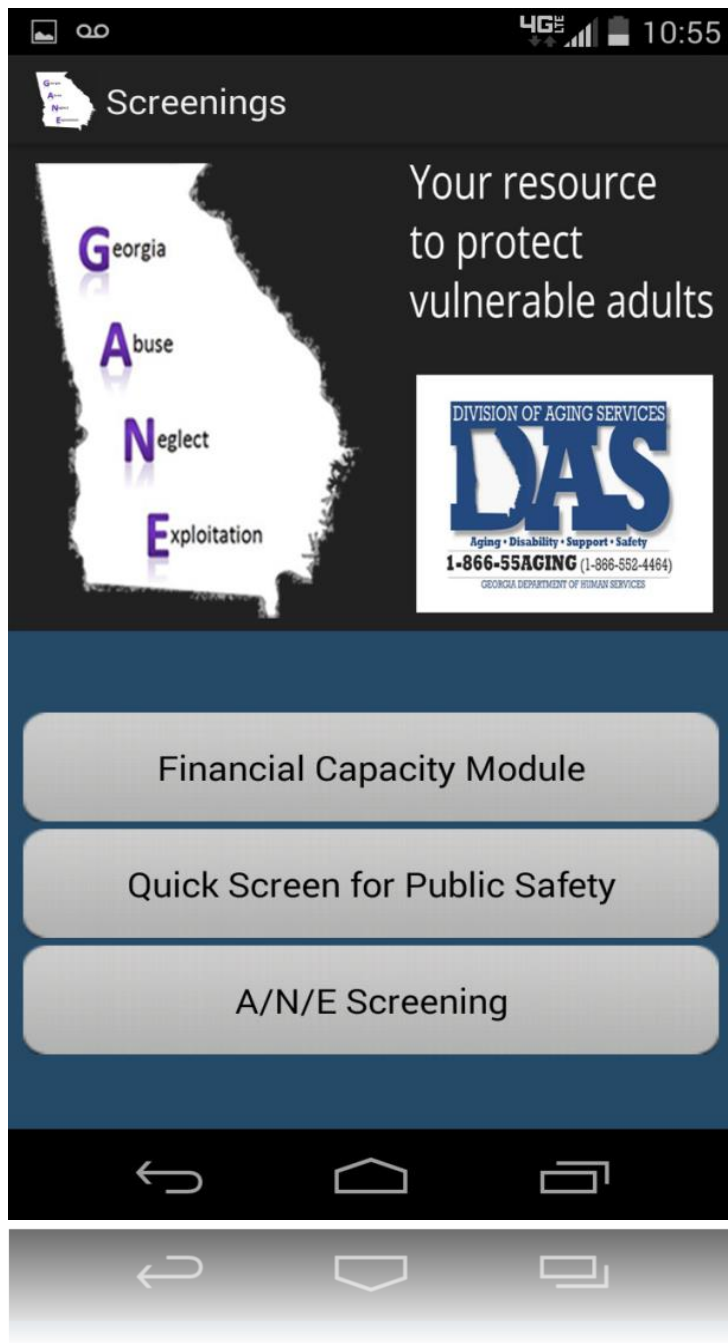 4G LTE 10:55
Screenings
Your resource
to protect
vulnerable adults
Georgia
Abuse
Neglect
Exploitation
DIVISION OF AGING SERVICES
DAS
Aging • Disability • Support • Safety
1-866-55AGING (1-866-552-4464)
GEORGIA DEPARTMENT OF HUMAN SERVICES
Financial Capacity Module
Quick Screen for Public Safety
A/N/E Screening